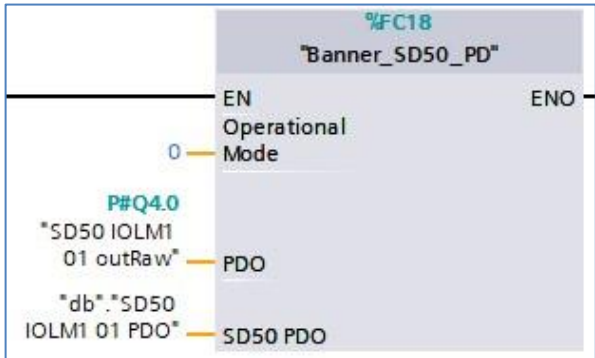 %FC18
"Banner_SD50_PD"
EN ENO
Operational
0 Mode
P#Q4.0
"SD50 IOLM1
01 outRaw" PDO
"db"."SD50
IOLM1 01 PDO" SD50 PDO